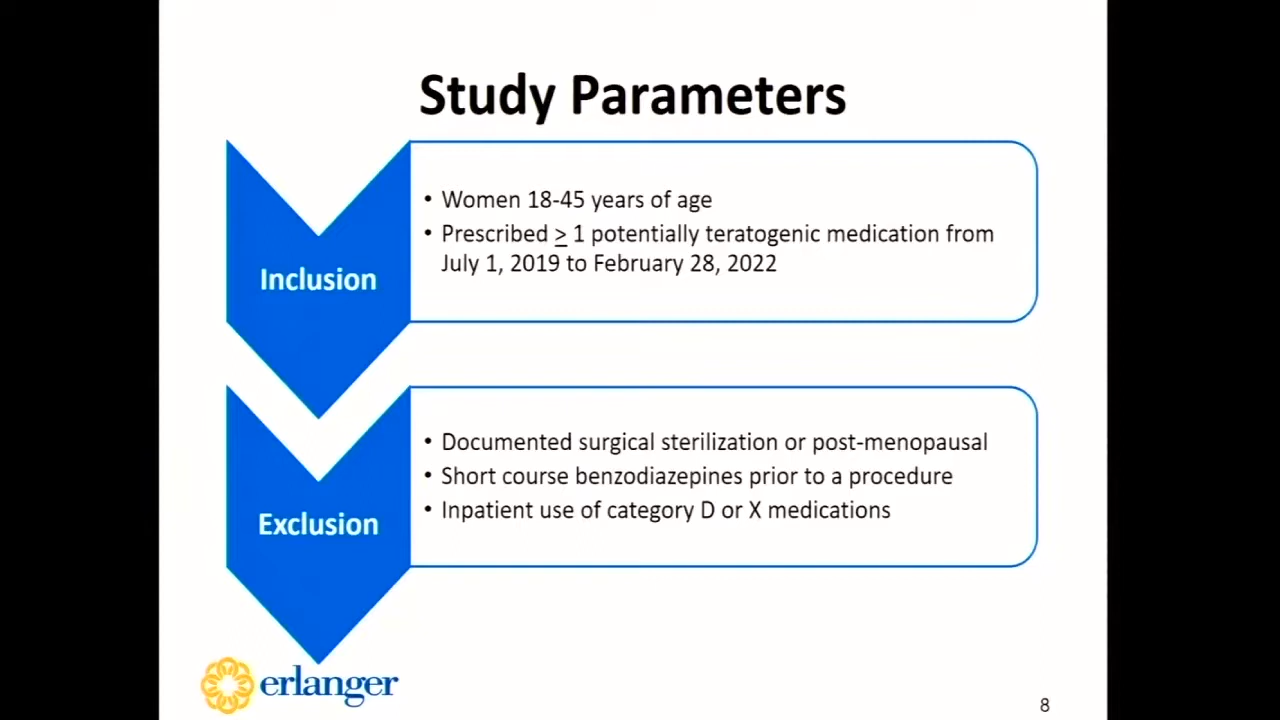 Study Parameters
Inclusion
• Women 18-45 years of age
• Prescribed ≥ 1 potentially teratogenic medication from
July 1, 2019 to February 28, 2022
Exclusion
• Documented surgical sterilization or post-menopausal
• Short course benzodiazepines prior to a procedure
• Inpatient use of category D or X medications
erlanger
8